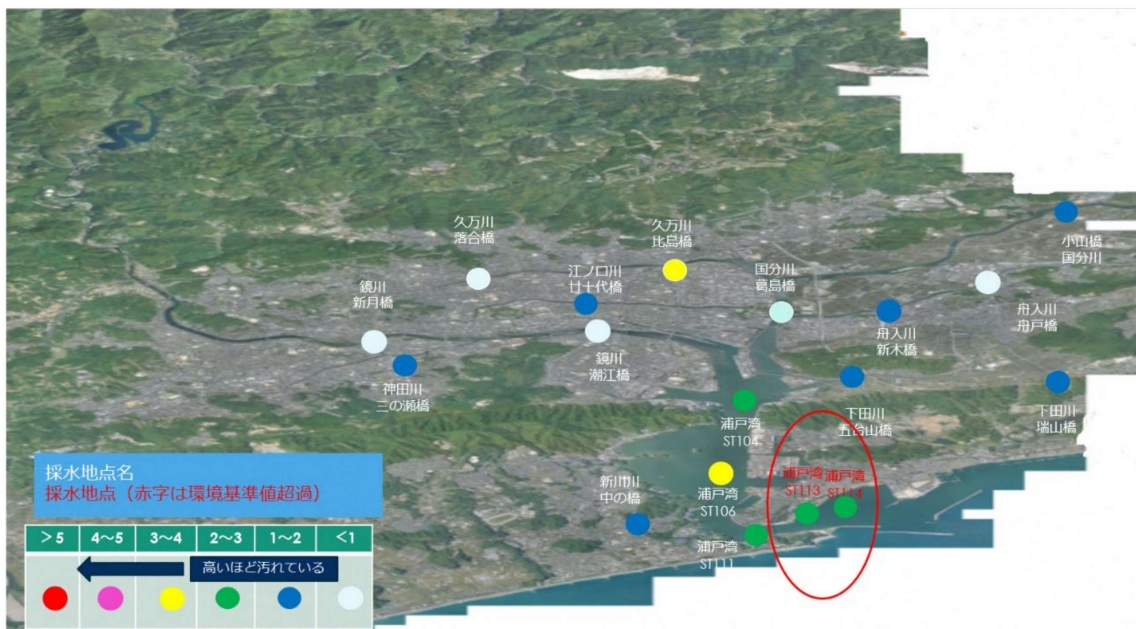 小山橋
国分川
久万川
落合橋
久万川
比島橋
江ノ口川
廿十代橋
国分川
葛島橋
鏡川
新月橋
舟入川
舟戸橋
舟入川
新木橋
鏡川
潮江橋
神田川
三の瀬橋
下田川
五台山橋
下田川
瑞山橋
浦戸湾
ST104
浦戸湾
ST113
浦戸湾
ST114
新川川
中の橋
浦戸湾
ST106
浦戸湾
ST111
採水地点名
採水地点（赤字は環境基準値超過）
＞5 4～5 3～4 2～3 1～2 ＜1
高いほど汚れている